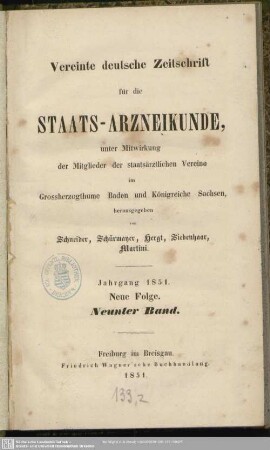 Vereinte deutsche Zeitschrift
für die
STAATS-ARZNEIKUNDE,
unter Mitwirkung
der Mitglieder der staatsärztlichen Vereine
im
Grossherzogthume Baden und Königreiche Sachsen,
herausgegeben
von
Schneider, Schürmayer, Hergt, Siebenhaar,
Martini.
Jahrgang 1851.
Neue Folge.
Neunter Band.
Freiburg im Breisgau.
Friedrich Wagner'sche Buchhandlung.
1851.
133,2